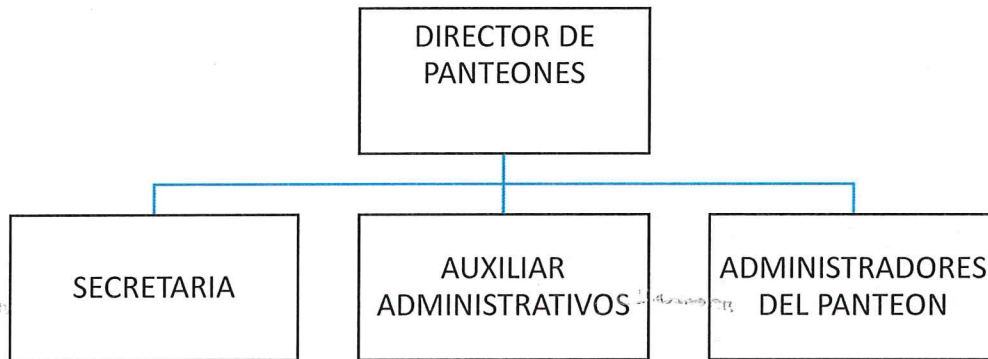 DIRECTOR DE
PANTEONES
SECRETARIA
AUXILIAR
ADMINISTRATIVOS
ADMINISTRADORES
DEL PANTEON